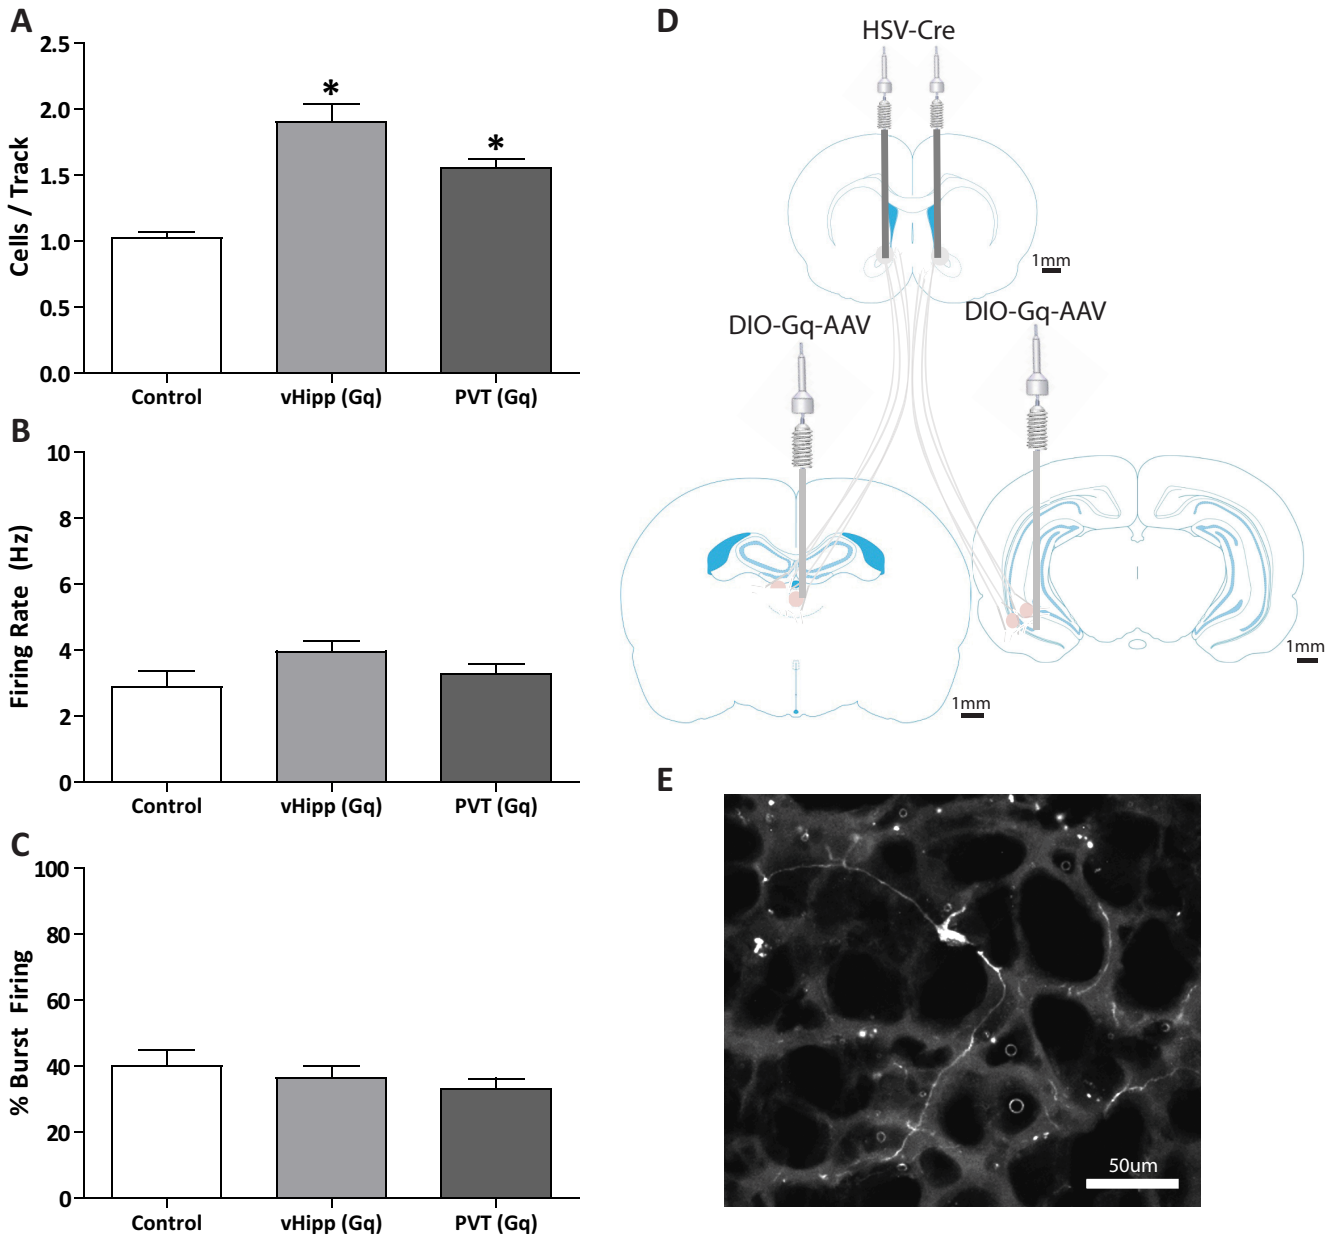 A
2.5
2.0
1.5
1.0
0.5
0.0
Cells / Track
*
*
Control
vHipp (Gq)
PVT (Gq)
B
10
8
6
4
2
0
Firing Rate (Hz)
Control
vHipp (Gq)
PVT (Gq)
C
100
80
60
40
20
0
% Burst Firing
Control
vHipp (Gq)
PVT (Gq)
D
HSV-Cre
1mm
DIO-Gq-AAV
DIO-Gq-AAV
1mm
1mm
E
50um